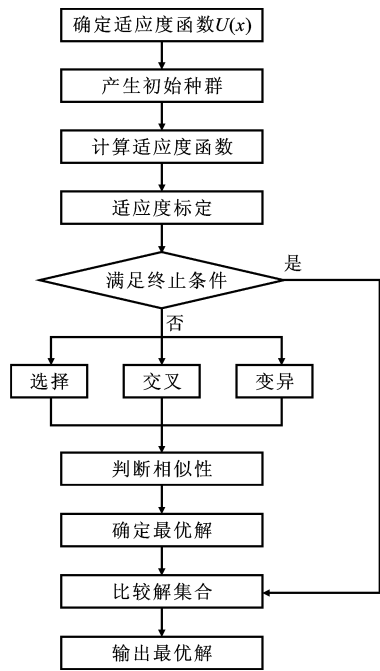 确定适应度函数U(x)
产生初始种群
计算适应度函数
适应度标定
满足终止条件
是
否
选择
交叉
变异
判断相似性
确定最优解
比较解集合
输出最优解